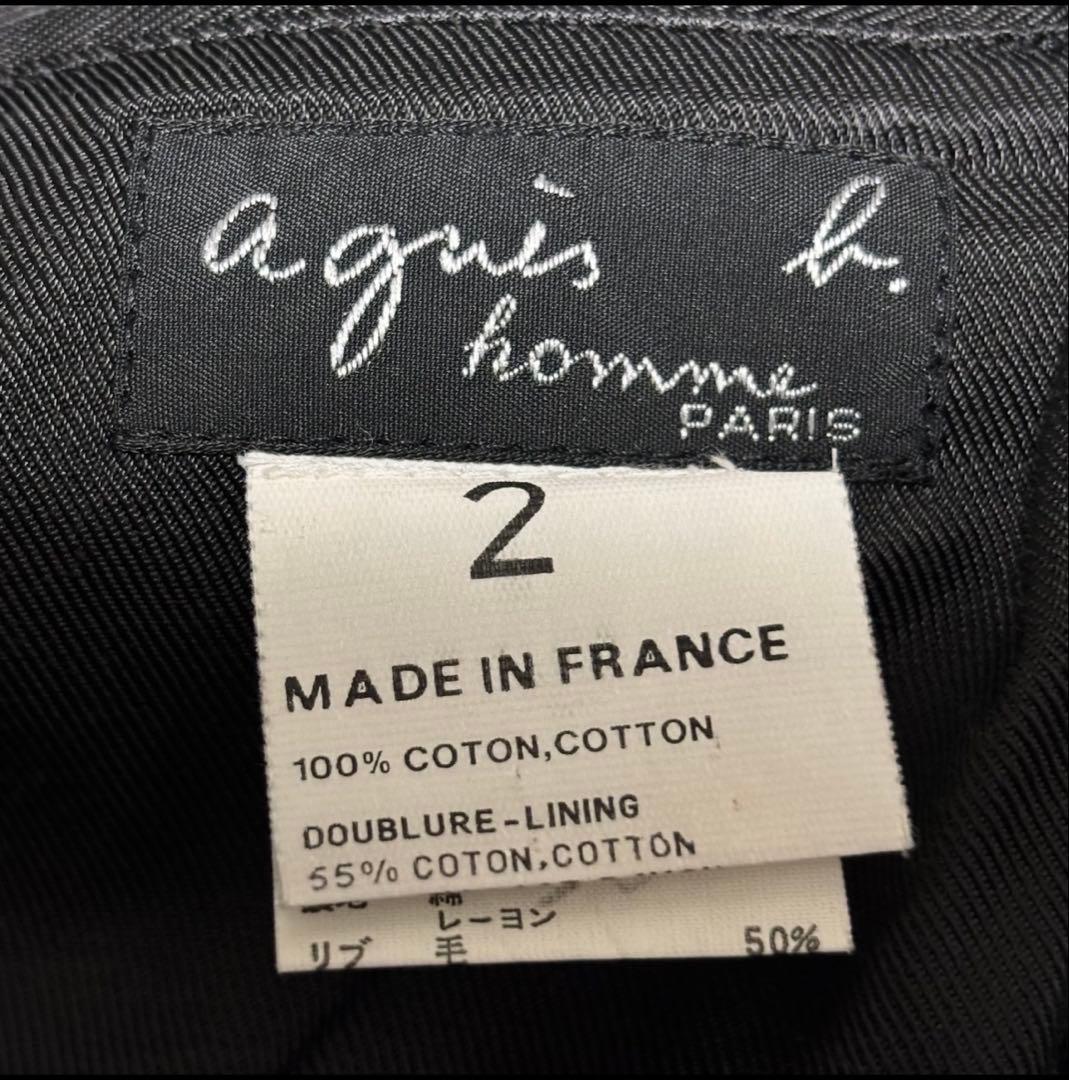 agnès b.
homme
PARIS
2
MADE IN FRANCE
100% COTON,COTTON
DOUBLURE-LINING
55% COTON,COTTON
レーヨン
リブ 毛 50%